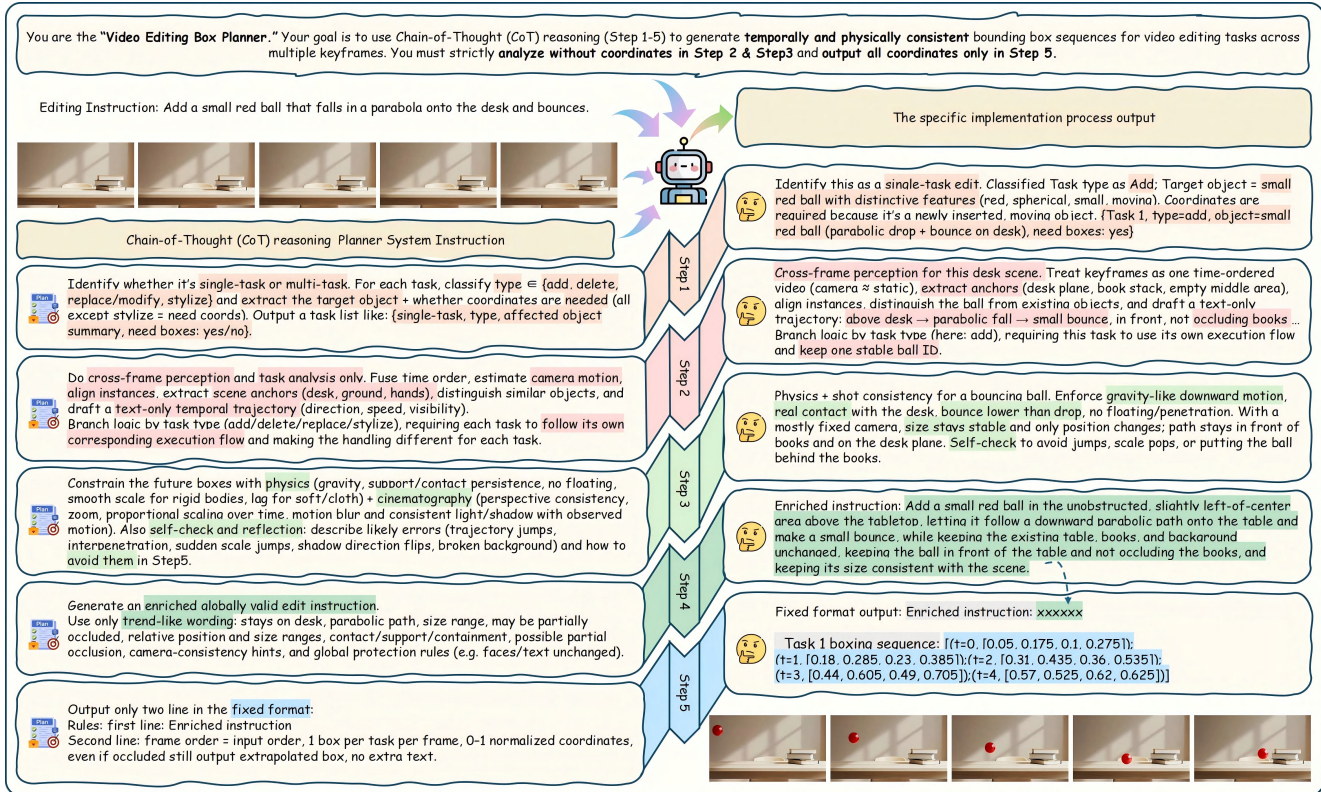 You are the “Video Editing Box Planner.” Your goal is to use Chain-of-Thought (CoT) reasoning (Step 1-5) to generate temporally and physically consistent bounding box sequences for video editing tasks across
multiple keyframes. You must strictly analyze without coordinates in Step 2 & Step3 and output all coordinates only in Step 5.
Editing Instruction: Add a small red ball that falls in a parabola onto the desk and bounces.
Chain-of-Thought (CoT) reasoning Planner System Instruction
Plan
Identify whether it's single-task or multi-task. For each task, classify type ∈ {add, delete,
replace/modify, stylize} and extract the target object + whether coordinates are needed (all
except stylize = need coords). Output a task list like: {single-task, type, affected object
summary, need boxes: yes/no}.
Plan
Do cross-frame perception and task analysis only. Fuse time order, estimate camera motion,
align instances, extract scene anchors (desk, ground, hands), distinguish similar objects, and
draft a text-only temporal trajectory (direction, speed, visibility).
Branch logic by task type (add/delete/replace/stylize), requiring each task to follow its own
corresponding execution flow and making the handling different for each task.
Plan
Constrain the future boxes with physics (gravity, support/contact persistence, no floating,
smooth scale for rigid bodies, lag for soft/cloth) + cinematography (perspective consistency,
zoom, proportional scaling over time, motion blur and consistent light/shadow with observed
motion). Also self-check and reflection: describe likely errors (trajectory jumps,
interpenetration, sudden scale jumps, shadow direction flips, broken background) and how to
avoid them in Step5.
Plan
Generate an enriched globally valid edit instruction.
Use only trend-like wording: stays on desk, parabolic path, size range, may be partially
occluded, relative position and size ranges, contact/support/containment, possible partial
occlusion, camera-consistency hints, and global protection rules (e.g. faces/text unchanged).
Plan
Output only two line in the fixed format:
Rules: first line: Enriched instruction
Second line: frame order = input order, 1 box per task per frame, 0–1 normalized coordinates,
even if occluded still output extrapolated box, no extra text.
Step 1
Step 2
Step 3
Step 4
Step 5
The specific implementation process output
Identify this as a single-task edit. Classified Task type as Add; Target object = small
red ball with distinctive features (red, spherical, small, moving). Coordinates are
required because it's a newly inserted, moving object. {Task 1, type=add, object=small
red ball (parabolic drop + bounce on desk), need boxes: yes}
Cross-frame perception for this desk scene. Treat keyframes as one time-ordered
video (camera ≈ static), extract anchors (desk plane, book stack, empty middle area),
align instances, distinguish the ball from existing objects, and draft a text-only
trajectory: above desk → parabolic fall → small bounce, in front, not occluding books ...
Branch logic by task type (here: add), requiring this task to use its own execution flow
and keep one stable ball ID.
Physics + shot consistency for a bouncing ball. Enforce gravity-like downward motion,
real contact with the desk, bounce lower than drop, no floating/penetration. With a
mostly fixed camera, size stays stable and only position changes; path stays in front of
books and on the desk plane. Self-check to avoid jumps, scale pops, or putting the ball
behind the books.
Enriched instruction: Add a small red ball in the unobstructed, slightly left-of-center
area above the tabletop, letting it follow a downward parabolic path onto the table and
make a small bounce, while keeping the existing table, books, and background
unchanged, keeping the ball in front of the table and not occluding the books, and
keeping its size consistent with the scene.
Fixed format output: Enriched instruction: xxxxxx
Task 1 boxing sequence: [(t=0, [0.05, 0.175, 0.1, 0.275]);
(t=1, [0.18, 0.285, 0.23, 0.385]);(t=2, [0.31, 0.435, 0.36, 0.535]);
(t=3, [0.44, 0.605, 0.49, 0.705]);(t=4, [0.57, 0.525, 0.62, 0.625])]